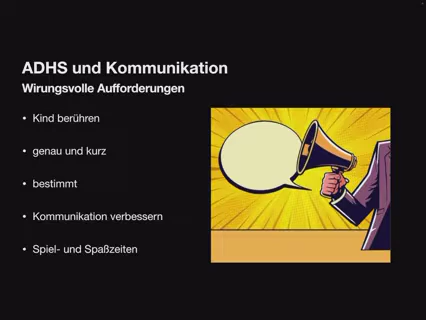 ADHS und Kommunikation
Wirungsvolle Aufforderungen
• Kind berühren
• genau und kurz
• bestimmt
• Kommunikation verbessern
• Spiel- und Spaßzeiten